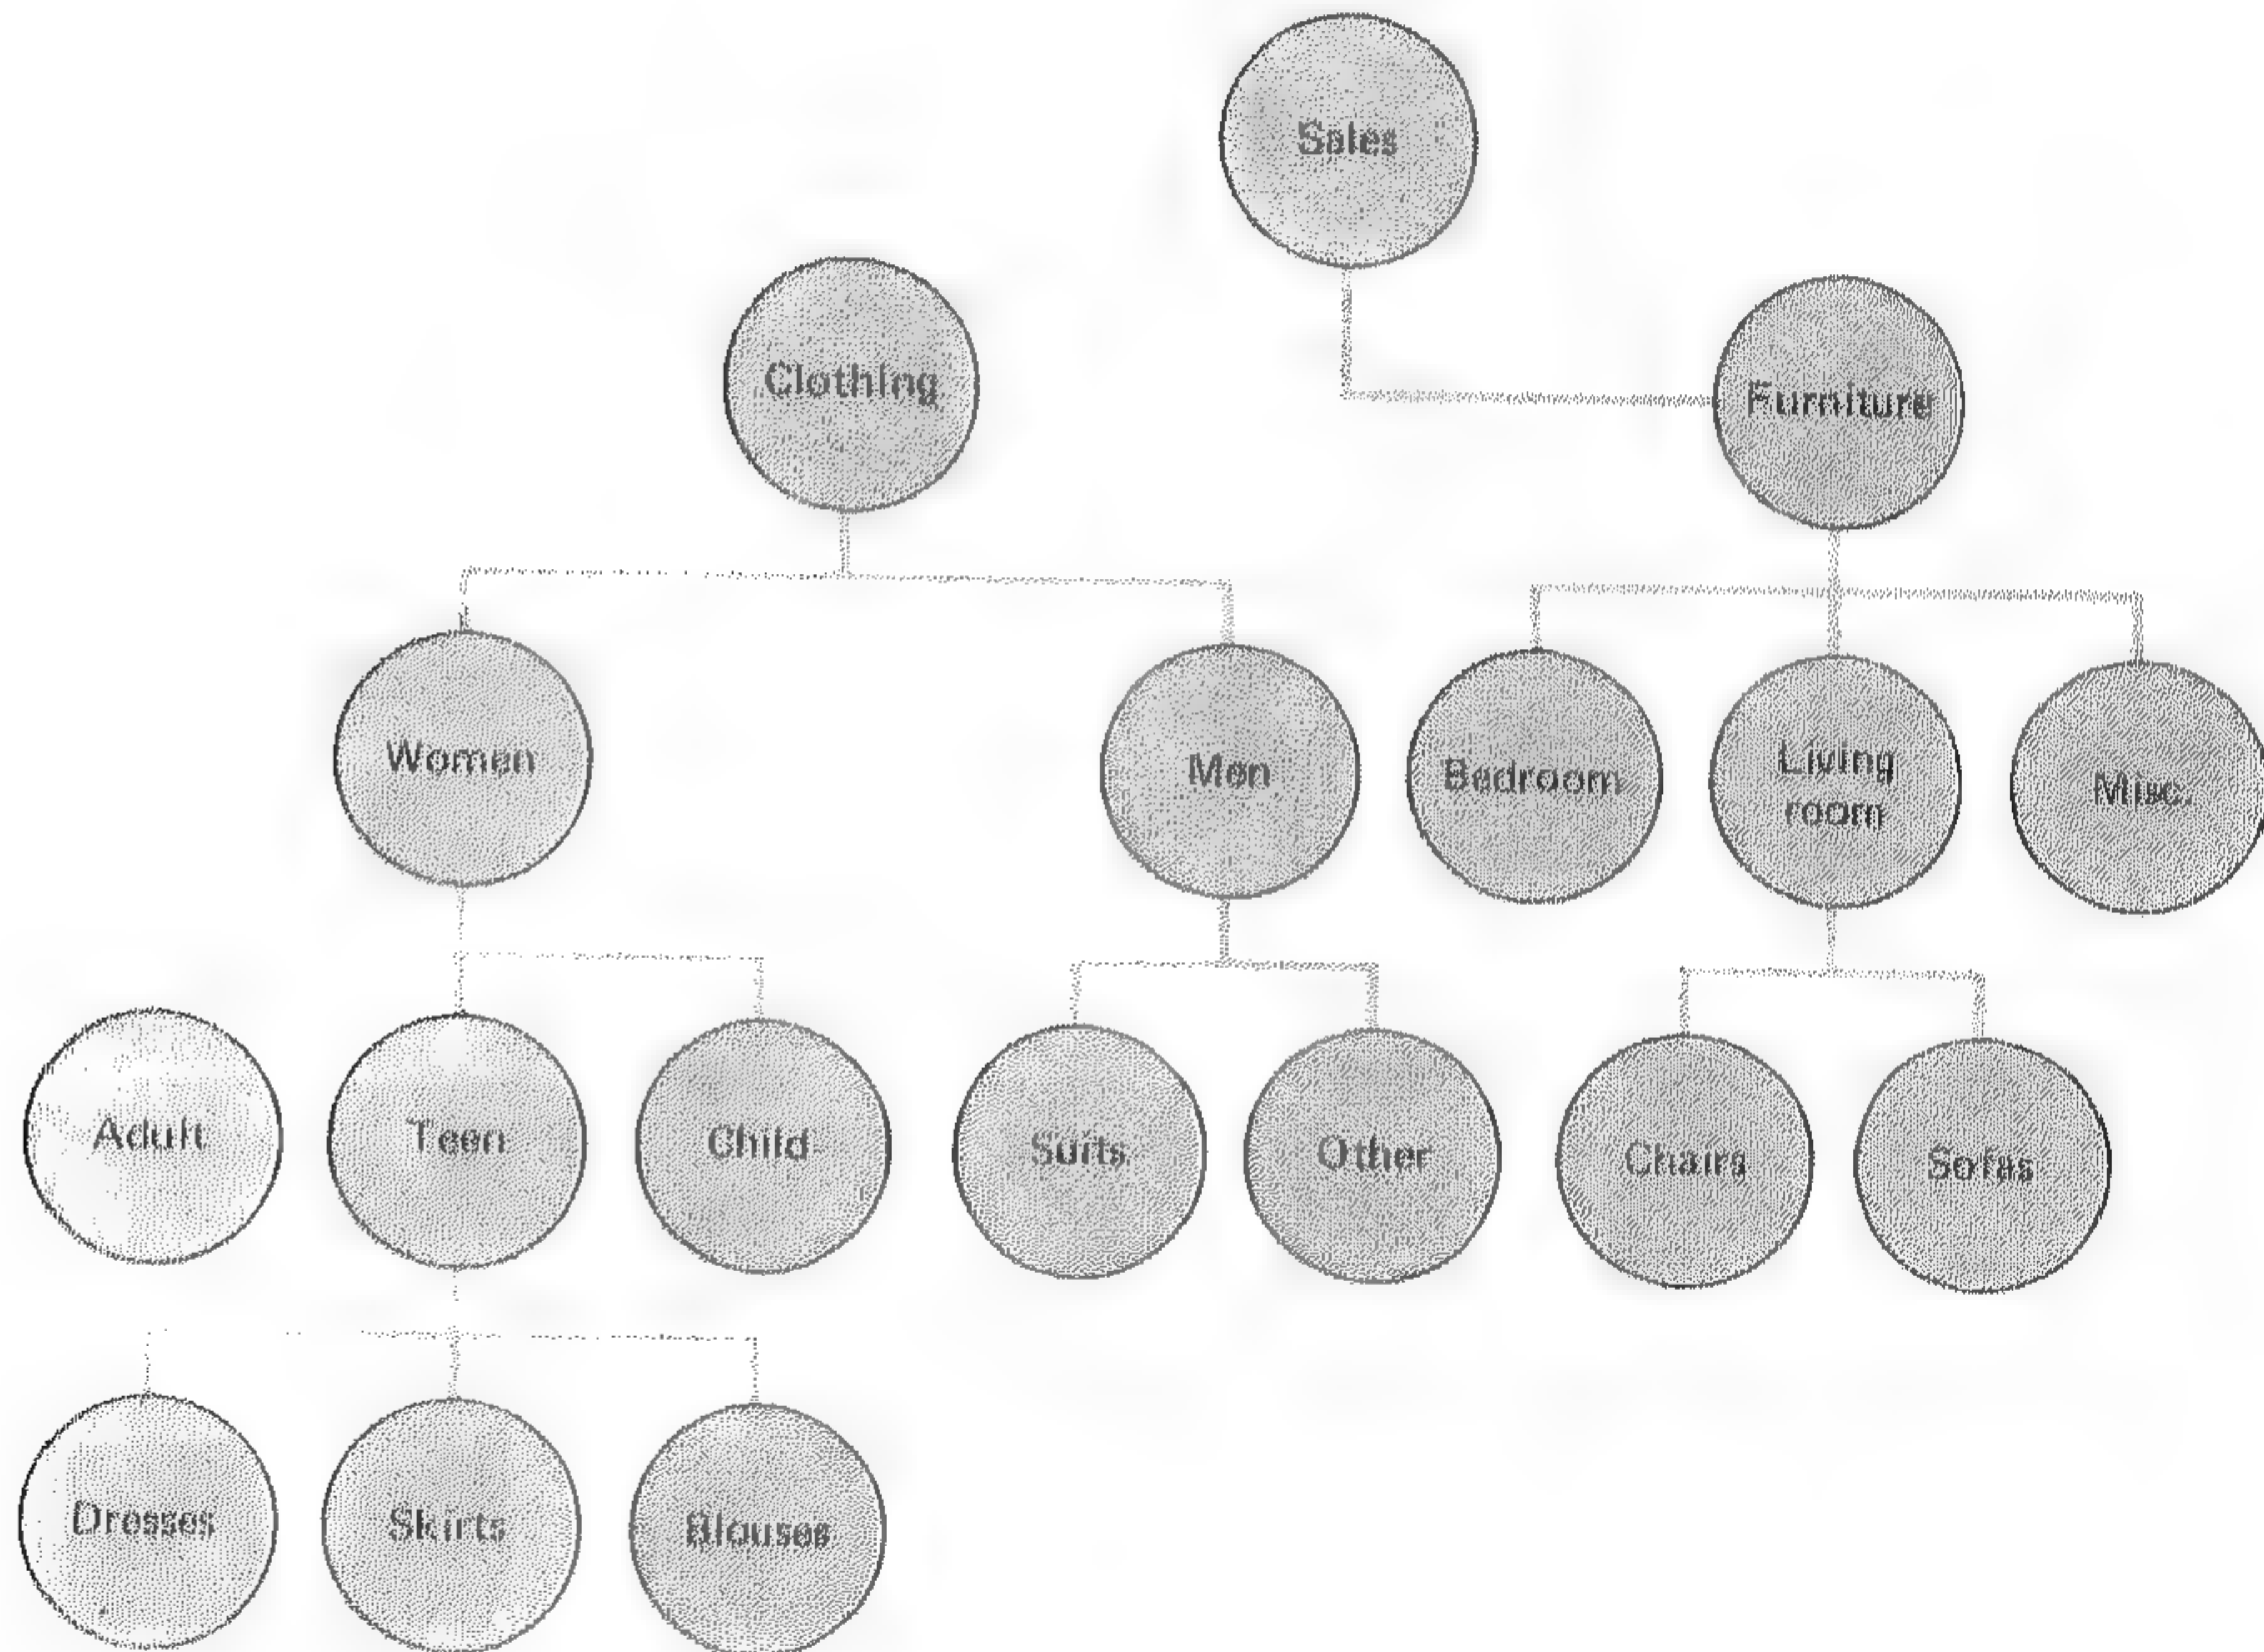 Sales
Clothing
Furniture
Women
Men
Bedroom
Living
room
Misc.
Adult
Teen
Child
Suits
Other
Chairs
Sofas
Dresses
Skirts
Blouses